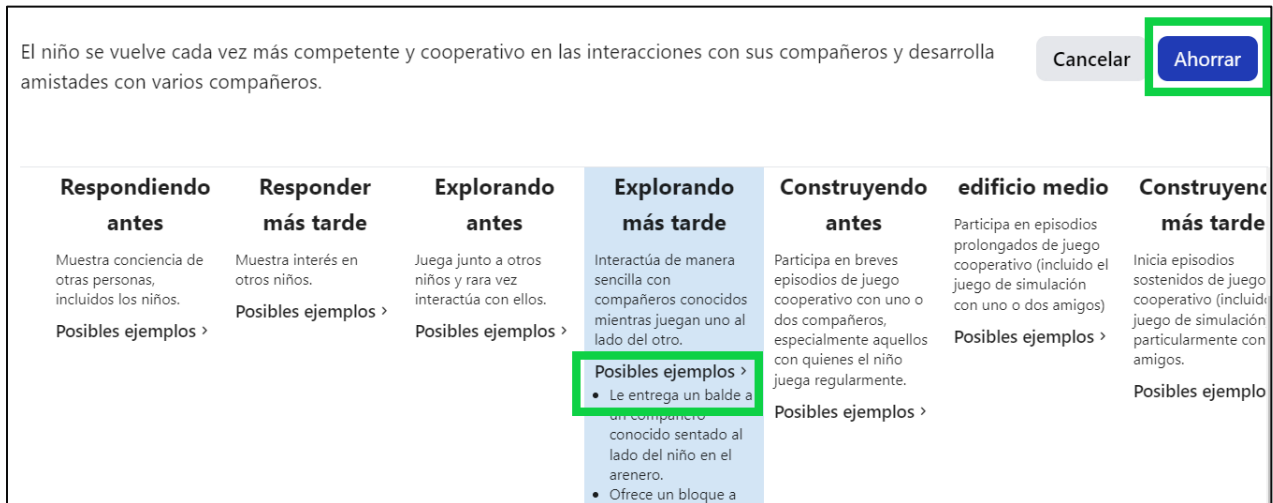 El niño se vuelve cada vez más competente y cooperativo en las interacciones con sus compañeros y desarrolla
amistades con varios compañeros.
Cancelar
Ahorrar
Respondiendo
antes
Muestra conciencia de
otras personas,
incluidos los niños.
Posibles ejemplos >
Responder
más tarde
Muestra interés en
otros niños.
Posibles ejemplos >
Explorando
antes
Juega junto a otros
niños y rara vez
interactúa con ellos.
Posibles ejemplos >
Explorando
más tarde
Interactúa de manera
sencilla con
compañeros conocidos
mientras juegan uno al
lado del otro.
Posibles ejemplos >
• Le entrega un balde a
un compañero
conocido sentado al
lado del niño en el
arenero.
• Ofrece un bloque a
Construyendo
antes
Participa en breves
episodios de juego
cooperativo con uno o
dos compañeros,
especialmente aquellos
con quienes el niño
juega regularmente.
Posibles ejemplos >
edificio medio
Participa en episodios
prolongados de juego
cooperativo (incluido el
juego de simulación
con uno o dos amigos)
Posibles ejemplos >
Construyend
más tarde
Inicia episodios
sostenidos de juego
cooperativo (incluid
juego de simulación
particularmente con
amigos.
Posibles ejemplo